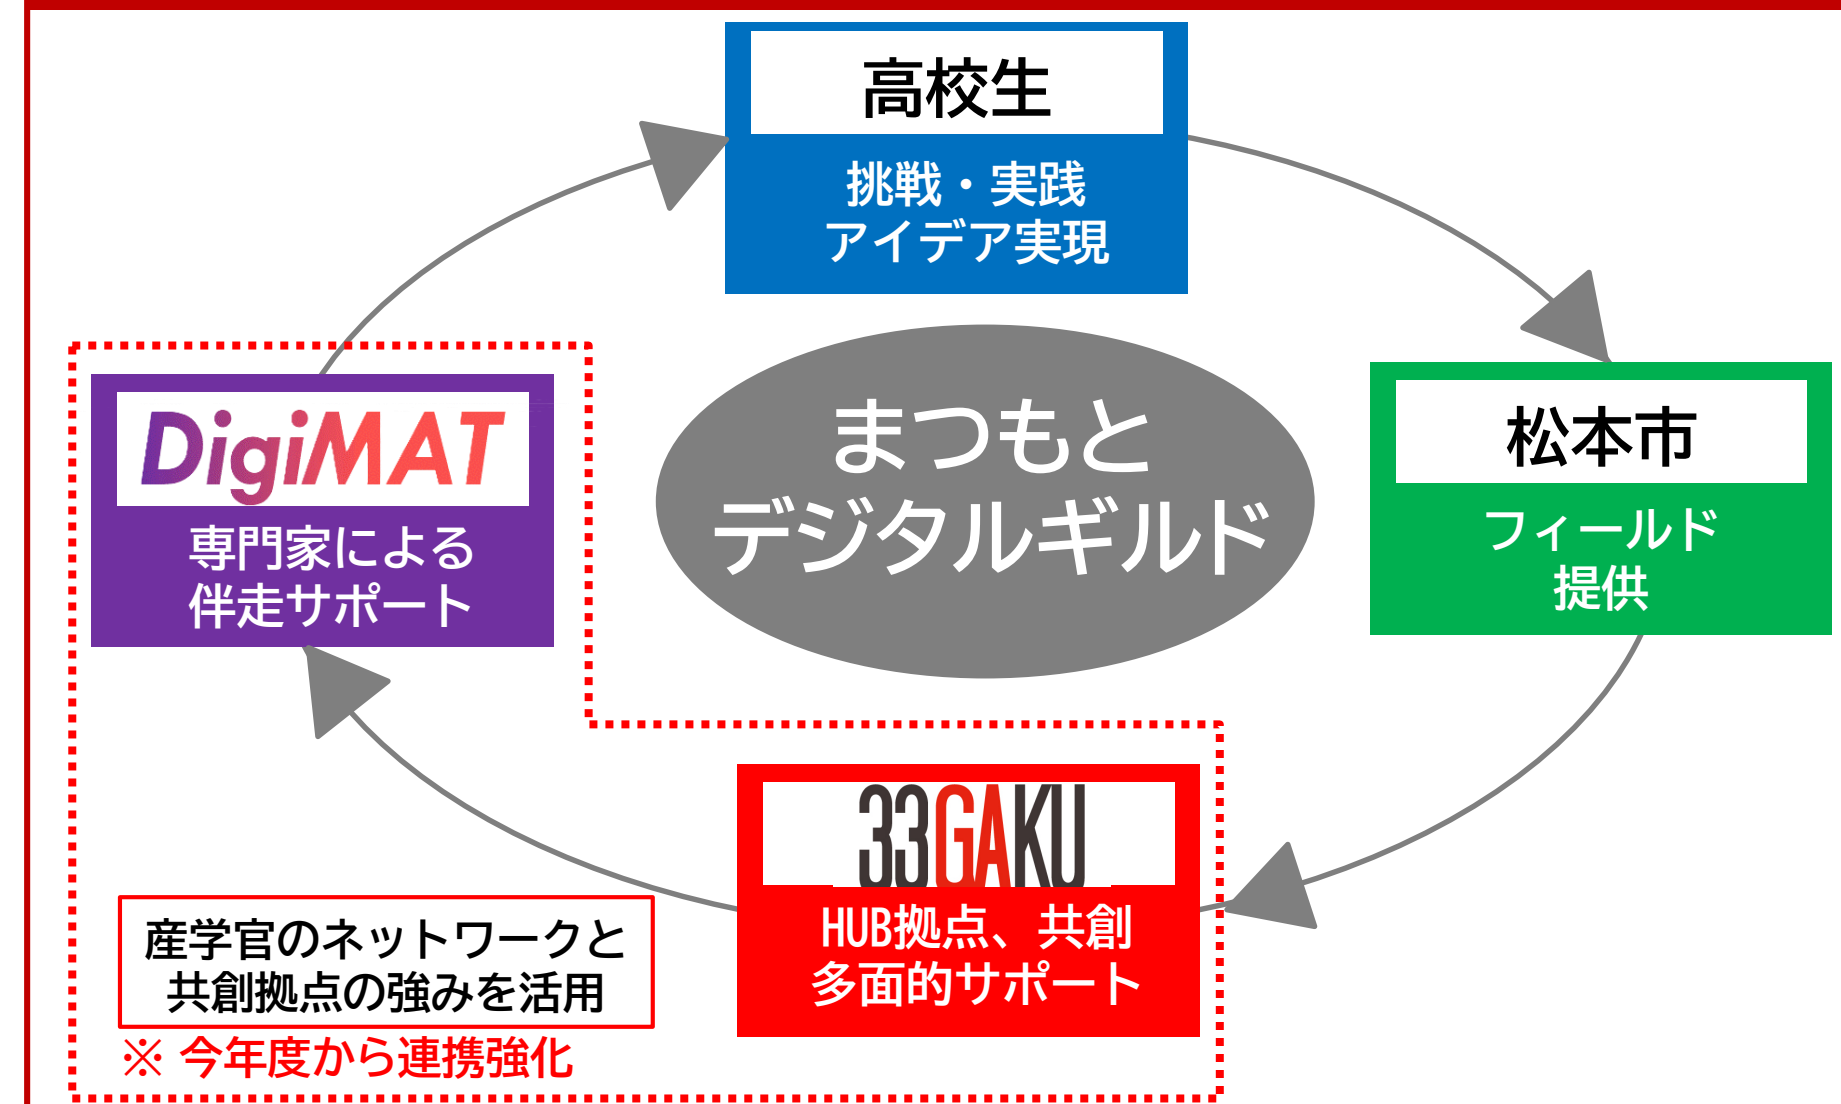 高校生
挑戦・実践
アイデア実現
DigiMAT
専門家による
伴走サポート
まつもと
デジタルギルド
松本市
フィールド
提供
33GAKU
HUB拠点、共創
多面的サポート
産学官のネットワークと
共創拠点の強みを活用
※ 今年度から連携強化